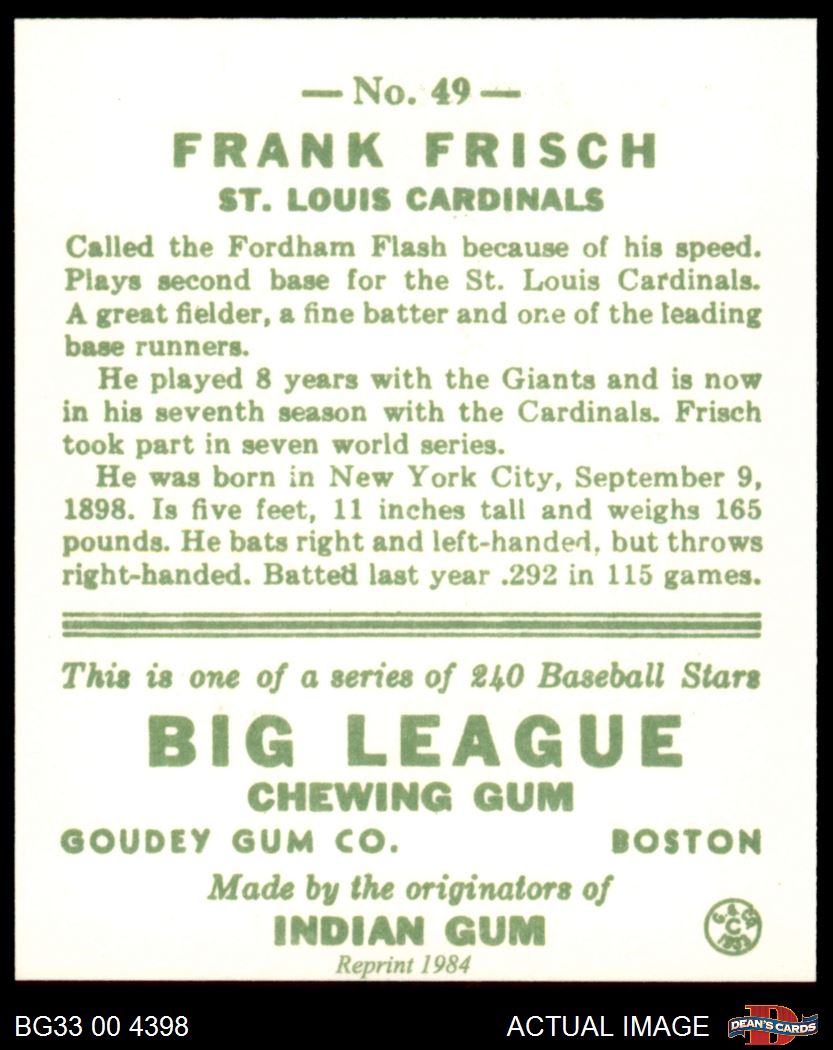 — No. 49 —
FRANK FRISCH
ST. LOUIS CARDINALS
Called the Fordham Flash because of his speed.
Plays second base for the St. Louis Cardinals.
A great fielder, a fine batter and one of the leading
base runners.
He played 8 years with the Giants and is now
in his seventh season with the Cardinals. Frisch
took part in seven world series.
He was born in New York City, September 9,
1898. Is five feet, 11 inches tall and weighs 165
pounds. He bats right and left-handed, but throws
right-handed. Batted last year .292 in 115 games.
This is one of a series of 240 Baseball Stars
BIG LEAGUE
CHEWING GUM
GOUDEY GUM CO. BOSTON
Made by the originators of
INDIAN GUM
G. G. Co.
C
1933
Reprint 1984
BG33 00 4398 ACTUAL IMAGE
D
DEAN'S CARDS